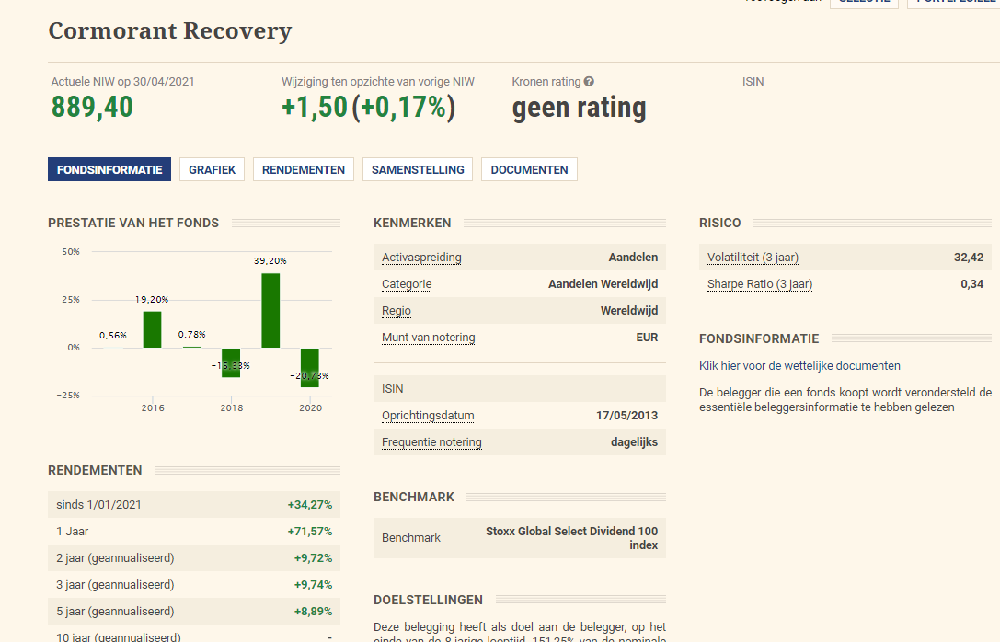 Cormorant Recovery
Actuele NIW op 30/04/2021
889,40
Wijziging ten opzichte van vorige NIW
+1,50 (+0,17%)
Kronen rating ?
geen rating
ISIN
FONDSINFORMATIE GRAFIEK RENDEMENTEN SAMENSTELLING DOCUMENTEN
PRESTATIE VAN HET FONDS
50%
25%
0%
−25%
0,56%
19,20%
0,78%
−15,33%
39,20%
−20,73%
2016 2018 2020
RENDEMENTEN
sinds 1/01/2021 +34,27%
1 Jaar +71,57%
2 jaar (geannualiseerd) +9,72%
3 jaar (geannualiseerd) +9,74%
5 jaar (geannualiseerd) +8,89%
10 jaar (geannualiseerd) -
KENMERKEN
Activaspreiding Aandelen
Categorie Aandelen Wereldwijd
Regio Wereldwijd
Munt van notering EUR
ISIN
Oprichtingsdatum 17/05/2013
Frequentie notering dagelijks
BENCHMARK
Benchmark Stoxx Global Select Dividend 100
index
DOELSTELLINGEN
Deze belegging heeft als doel aan de belegger, op het
einde van de 8-jarige looptijd, 151,25% van de nominale
RISICO
Volatiliteit (3 jaar) 32,42
Sharpe Ratio (3 jaar) 0,34
FONDSINFORMATIE
Klik hier voor de wettelijke documenten
De belegger die een fonds koopt wordt verondersteld de
essentiële beleggersinformatie te hebben gelezen